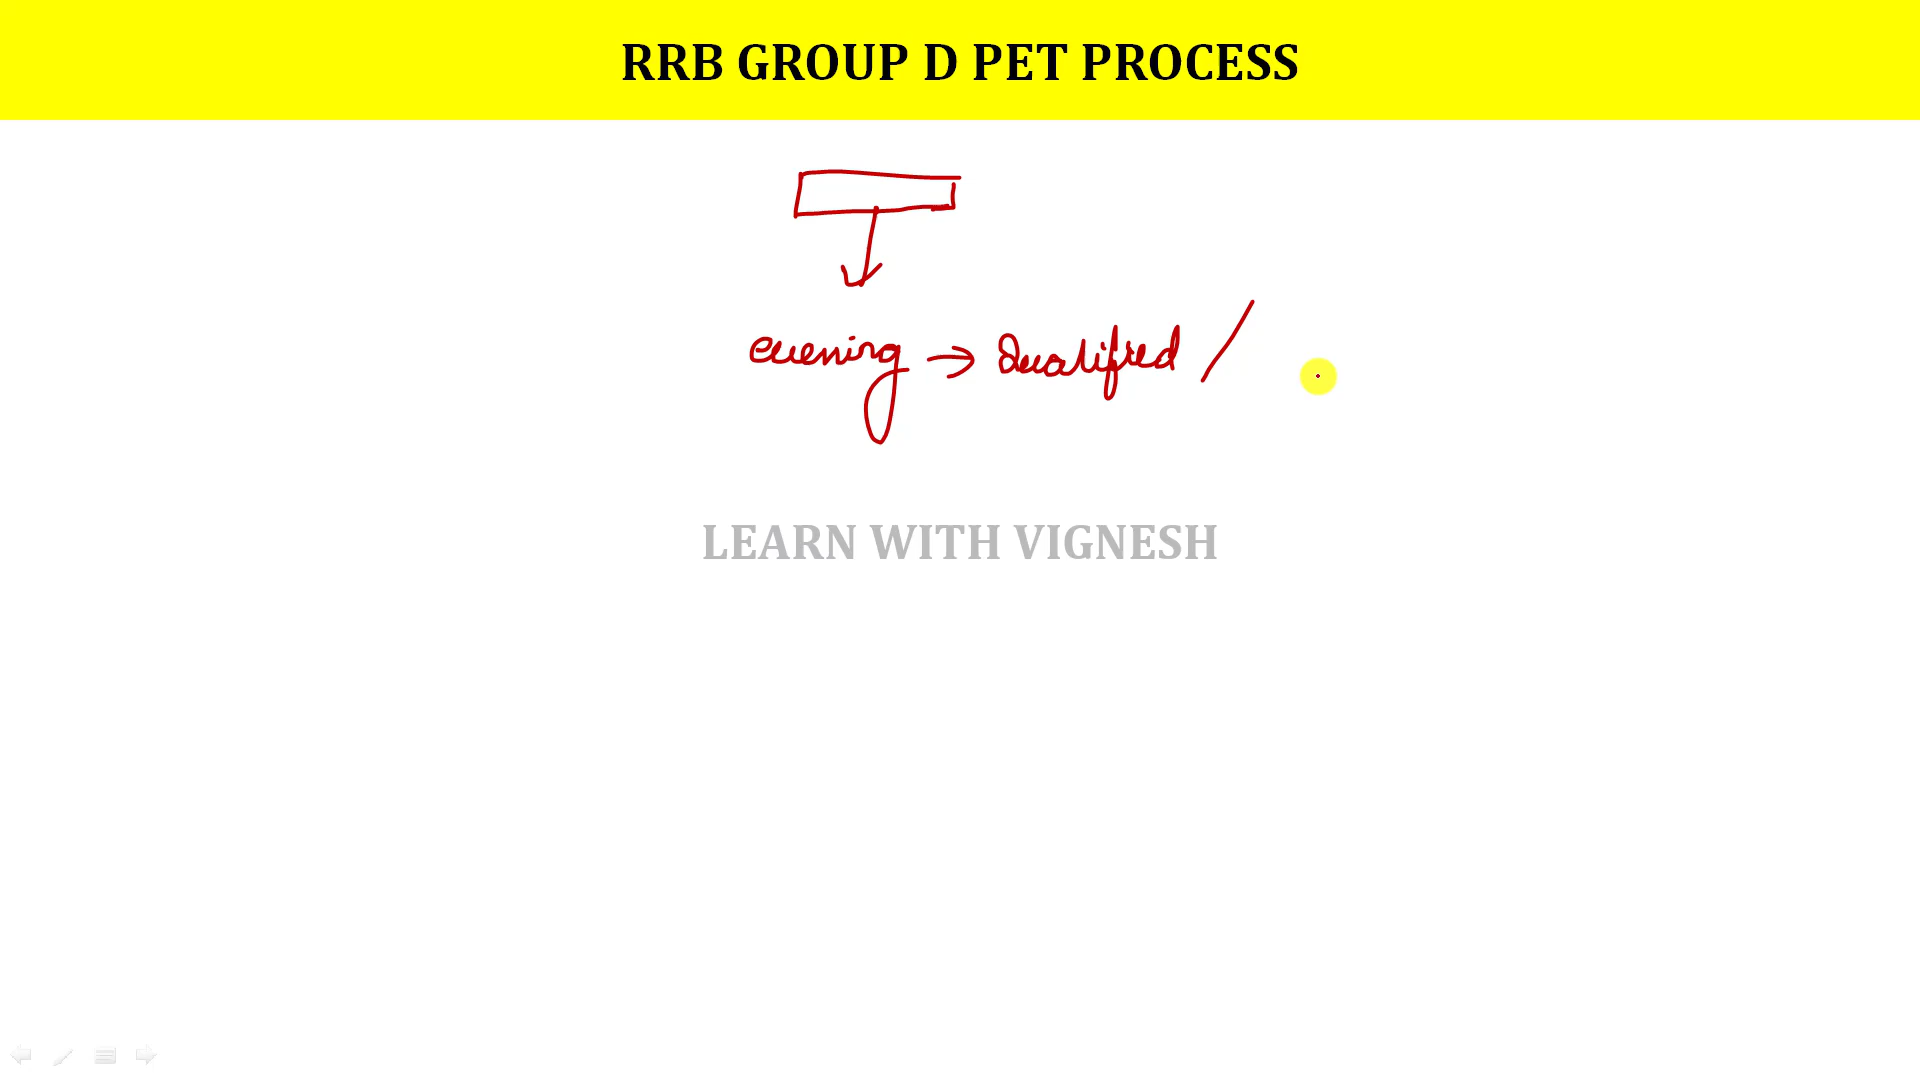 RRB GROUP D PET PROCESS
evening → Qualified /
LEARN WITH VIGNESH